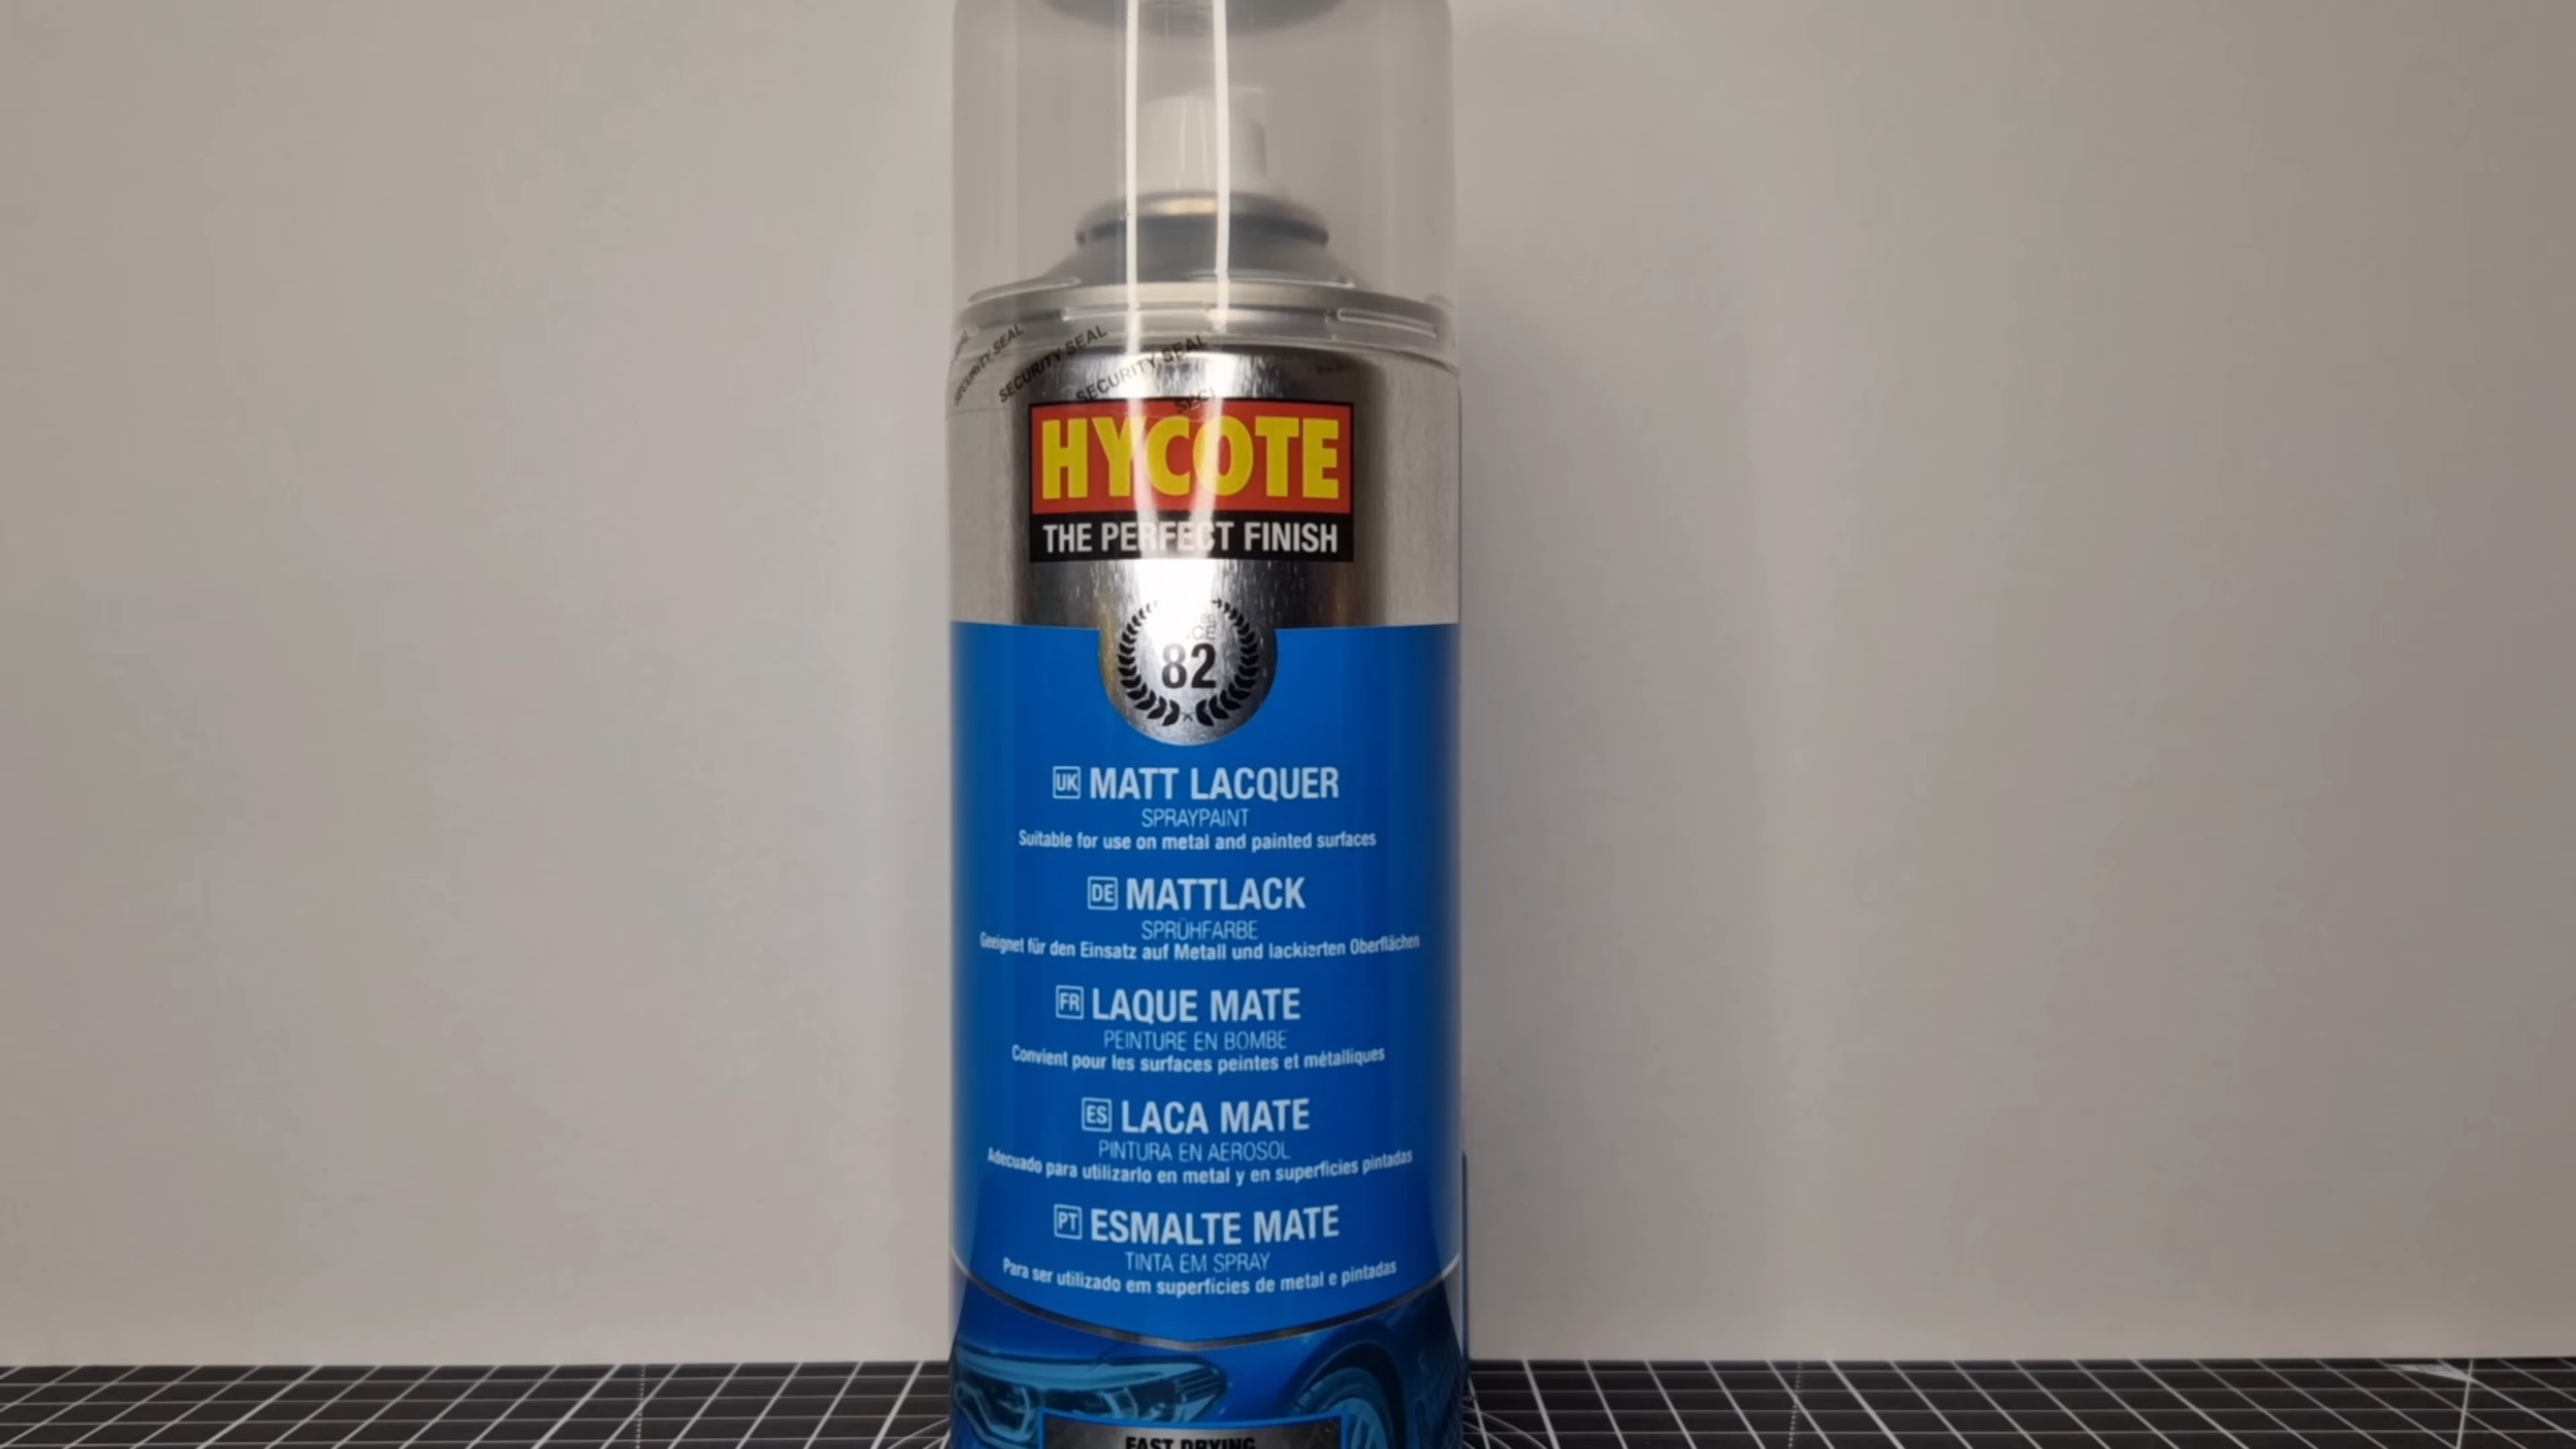 SECURITY SEAL
SECURITY SEAL
SECURITY SEAL
HYCOTE
THE PERFECT FINISH
82
UK MATT LACQUER
SPRAYPAINT
Suitable for use on metal and painted surfaces
DE MATTLACK
SPRÜHFARBE
Geeignet für den Einsatz auf Metall und lackierten Oberflächen
FR LAQUE MATE
PEINTURE EN BOMBE
Convient pour les surfaces peintes et métalliques
ES LACA MATE
PINTURA EN AEROSOL
Adecuado para utilizarlo en metal y en superficies pintadas
PT ESMALTE MATE
TINTA EM SPRAY
Para ser utilizado em superfícies de metal e pintadas
FAST DRYING